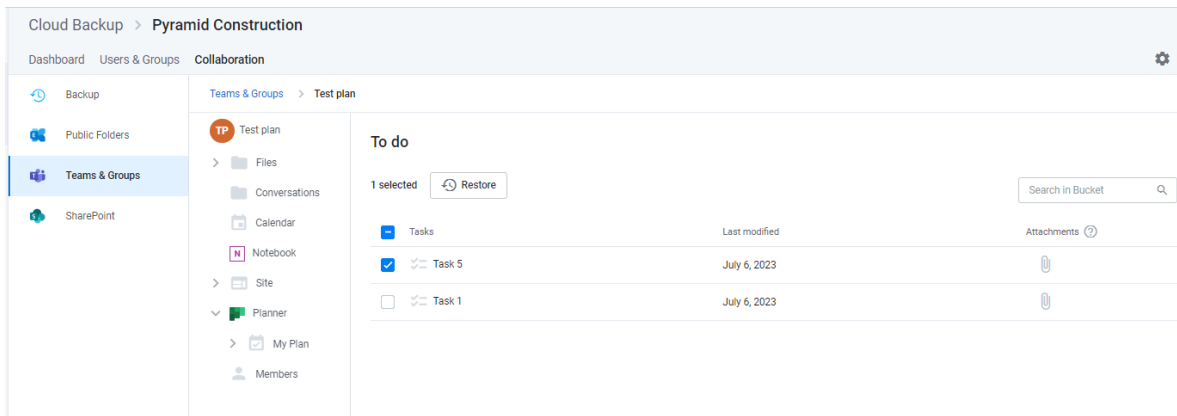 Cloud Backup > Pyramid Construction
Dashboard Users & Groups Collaboration
Backup
Public Folders
Teams & Groups
SharePoint
Teams & Groups > Test plan
TP Test plan
Files
Conversations
Calendar
N Notebook
Site
Planner
My Plan
Members
To do
1 selected Restore
Search in Bucket
Tasks Last modified Attachments ?
Task 5 July 6, 2023
Task 1 July 6, 2023